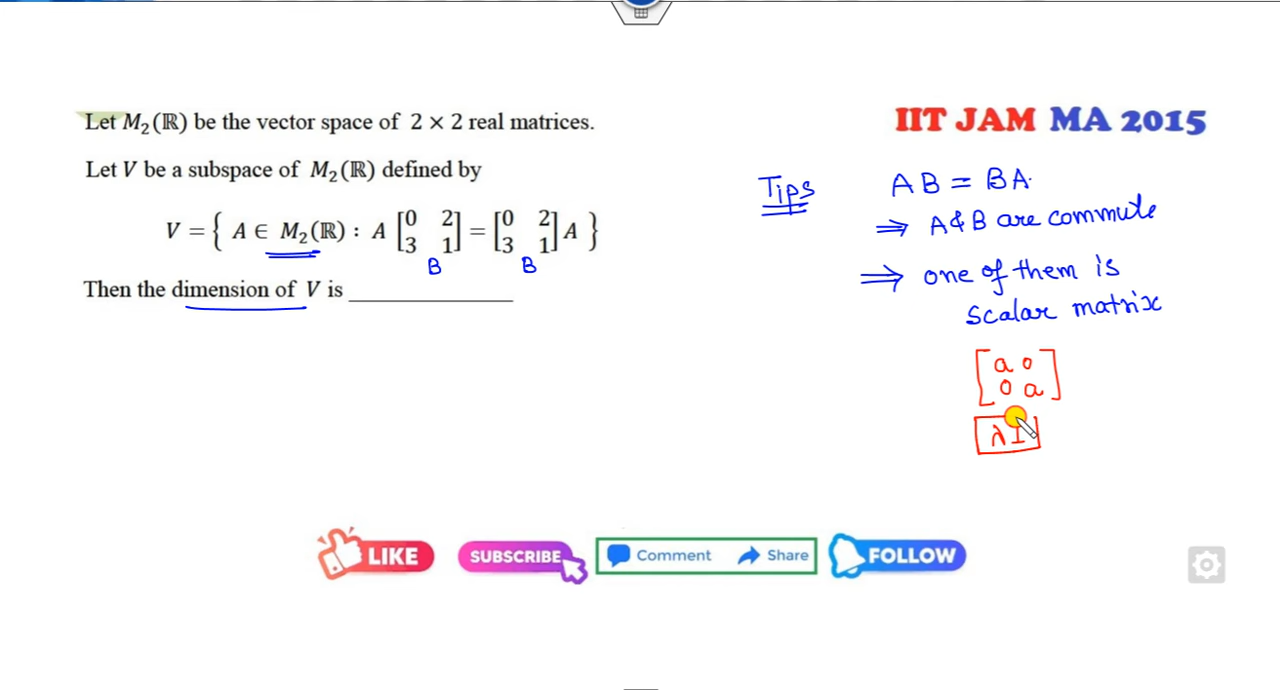 Let M₂(ℝ) be the vector space of 2 × 2 real matrices.
Let V be a subspace of M₂(ℝ) defined by
V = { A ∈ M₂(ℝ) : A [0 2; 3 1] = [0 2; 3 1] A }
B B
Then the dimension of V is ____________
IIT JAM MA 2015
Tips
AB = BA.
⇒ A & B are commute
⇒ one of them is
scalar matrix
[a 0
0 a]
λI
LIKE
SUBSCRIBE
Comment Share
FOLLOW